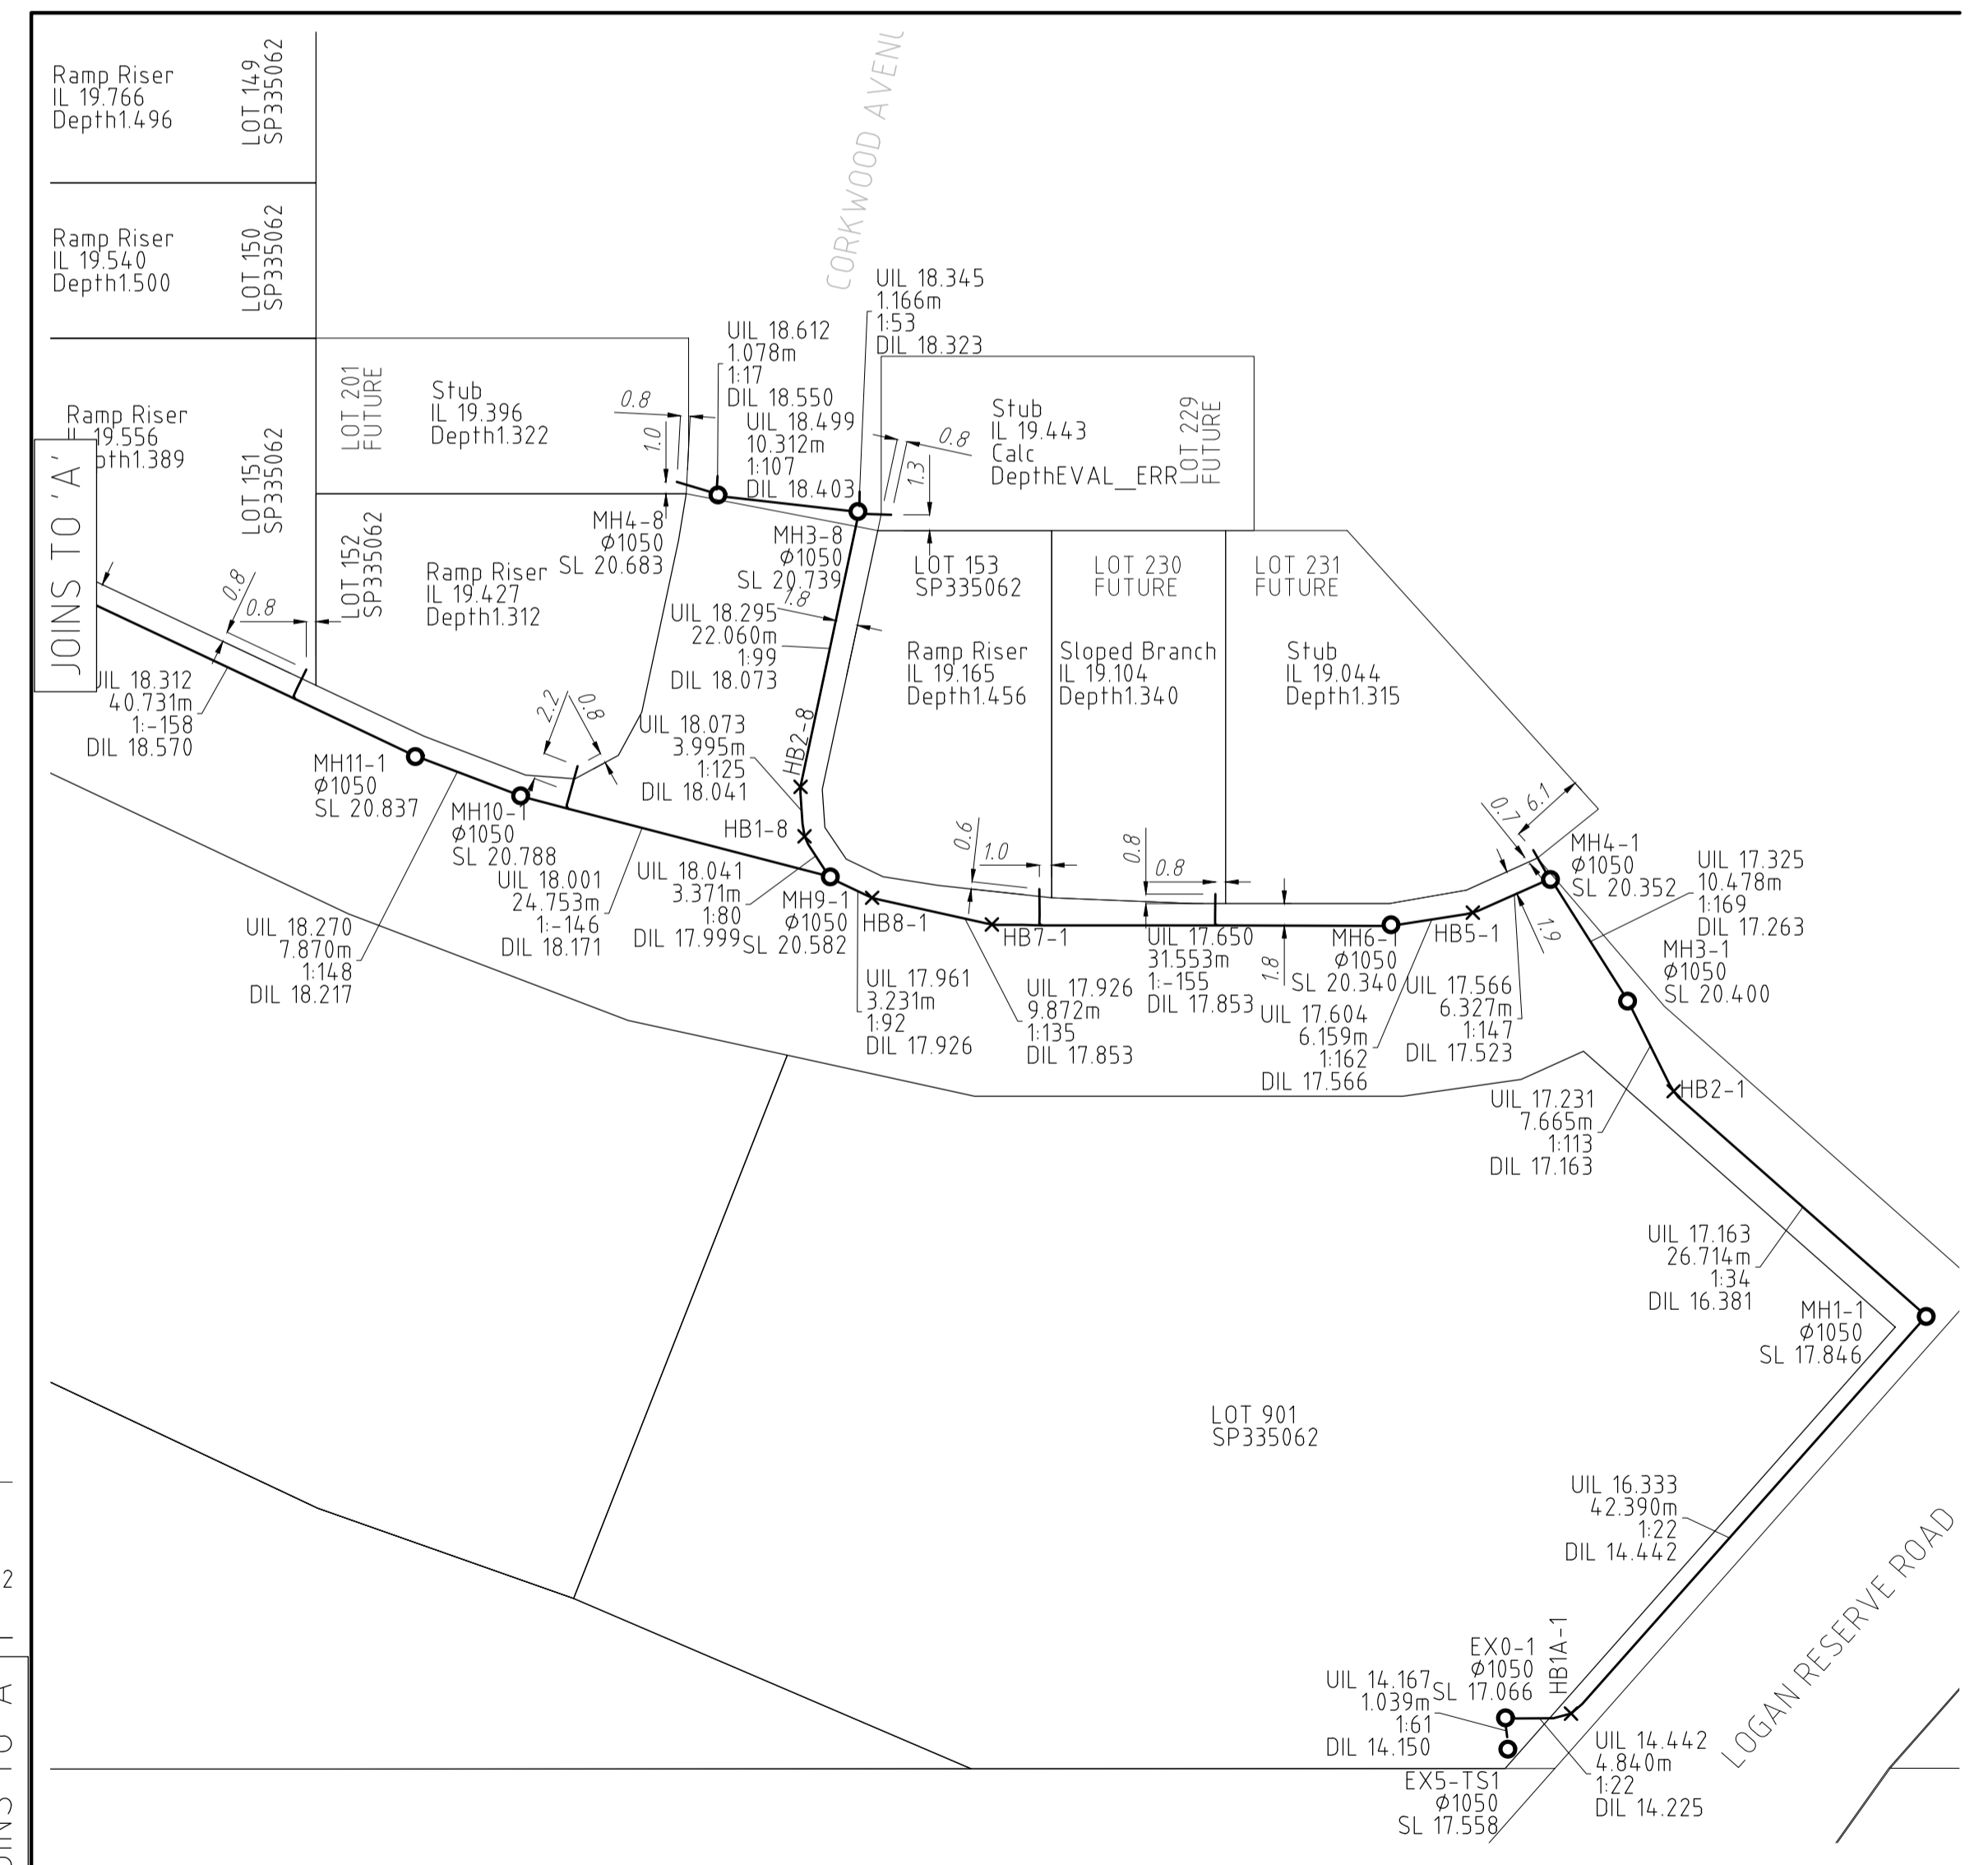 Ramp Riser
IL 19.766
Depth1.496
LOT 149
SP335062
Ramp Riser
IL 19.540
Depth1.500
LOT 150
SP335062
Ramp Riser
19.556
pth1.389
LOT 151
SP335062
JOINS TO 'A'
LOT 201
FUTURE
Stub
IL 19.396
Depth1.322
0.8
1.0
LOT 152
SP335062
Ramp Riser
IL 19.427
Depth1.312
CORKWOOD AVENU
UIL 18.345
1.166m
1:53
DIL 18.323
UIL 18.612
1.078m
1:17
DIL 18.550
UIL 18.499
10.312m
1:107
DIL 18.403
MH4-8
ϕ1050
SL 20.683
MH3-8
ϕ1050
SL 20.739
1.8
0.8
1.3
Stub
IL 19.443
Calc
DepthEVAL_ERR
LOT 229
FUTURE
LOT 153
SP335062
LOT 230
FUTURE
LOT 231
FUTURE
Ramp Riser
IL 19.165
Depth1.456
Sloped Branch
IL 19.104
Depth1.340
Stub
IL 19.044
Depth1.315
UIL 18.295
22.060m
1:99
DIL 18.073
0.8
0.8
UIL 18.312
40.731m
1:-158
DIL 18.570
MH11-1
ϕ1050
SL 20.837
2.2
0.8
MH10-1
ϕ1050
SL 20.788
UIL 18.073
3.995m
1:125
DIL 18.041
HB2-8
HB1-8
UIL 18.001
24.753m
1:-146
DIL 18.171
UIL 18.041
3.371m
1:80
DIL 17.999
MH9-1
ϕ1050
SL 20.582
HB8-1
UIL 18.270
7.870m
1:148
DIL 18.217
0.6
1.0
0.8
0.8
HB7-1
UIL 17.961
3.231m
1:92
DIL 17.926
UIL 17.926
9.872m
1:135
DIL 17.853
UIL 17.650
31.553m
1:-155
DIL 17.853
1.8
MH6-1
ϕ1050
SL 20.340
HB5-1
UIL 17.604
6.159m
1:162
DIL 17.566
UIL 17.566
6.327m
1:147
DIL 17.523
0.7
6.1
1.9
MH4-1
ϕ1050
SL 20.352
UIL 17.325
10.478m
1:169
DIL 17.263
MH3-1
ϕ1050
SL 20.400
HB2-1
UIL 17.231
7.665m
1:113
DIL 17.163
UIL 17.163
26.714m
1:34
DIL 16.381
MH1-1
ϕ1050
SL 17.846
LOT 901
SP335062
UIL 16.333
42.390m
1:22
DIL 14.442
LOGAN RESERVE ROAD
EX0-1
ϕ1050
SL 17.066
HB1A-1
UIL 14.167
1.039m
1:61
DIL 14.150
UIL 14.442
4.840m
1:22
DIL 14.225
EX5-TS1
ϕ1050
SL 17.558
2
OINS TO 'A'